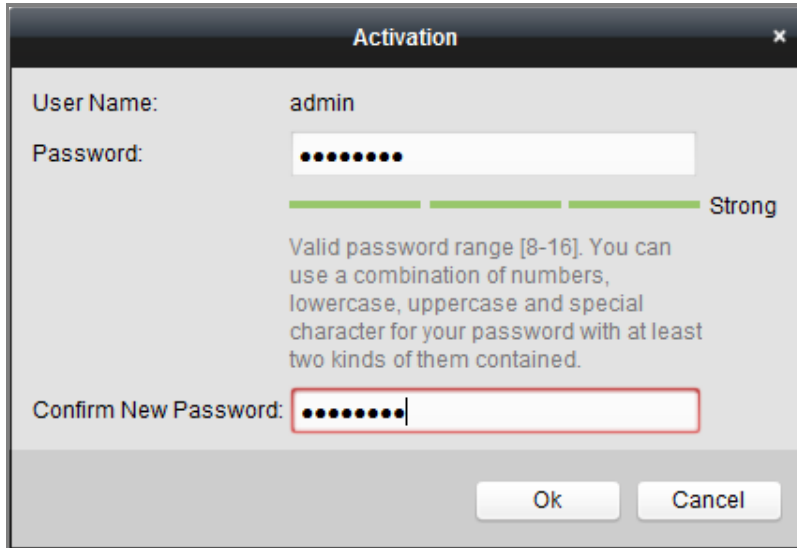 Activation
×
User Name: admin
Password: ●●●●●●●●
Strong
Valid password range [8-16]. You can
use a combination of numbers,
lowercase, uppercase and special
character for your password with at least
two kinds of them contained.
Confirm New Password: ●●●●●●●●
Ok Cancel